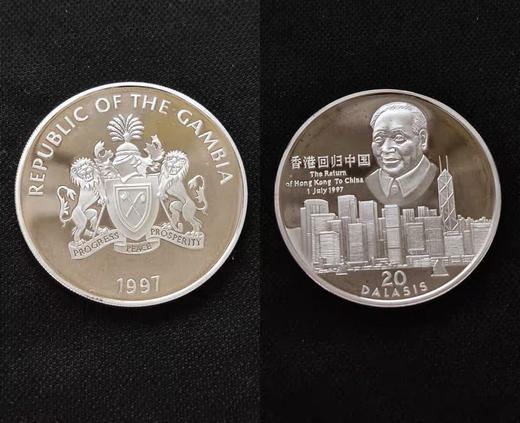 REPUBLIC OF THE GAMBIA
PROGRESS
PEACE
PROSPERITY
1997
香港回归中国
The Return
of Hong Kong To China
1 July 1997
20
DALASIS